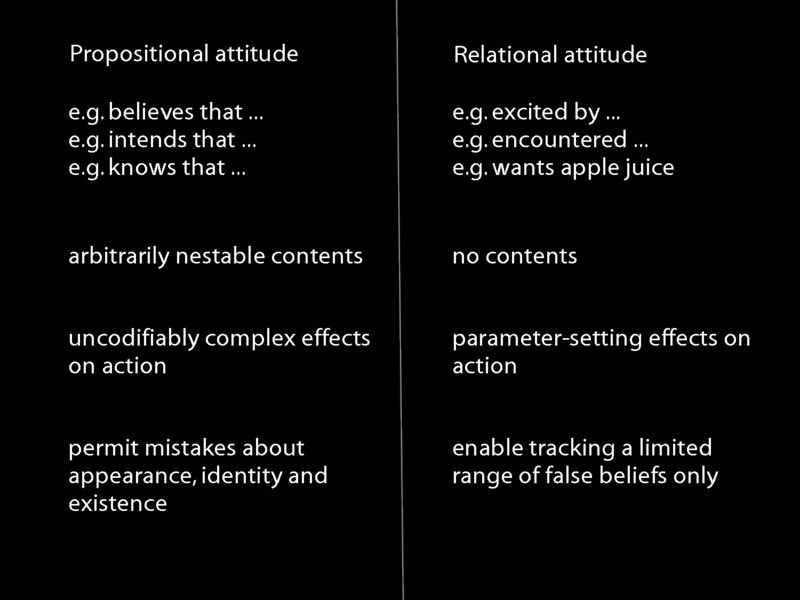 Propositional attitude
e.g. believes that ...
e.g. intends that ...
e.g. knows that ...
arbitrarily nestable contents
uncodifiably complex effects
on action
permit mistakes about
appearance, identity and
existence
Relational attitude
e.g. excited by ...
e.g. encountered ...
e.g. wants apple juice
no contents
parameter-setting effects on
action
enable tracking a limited
range of false beliefs only